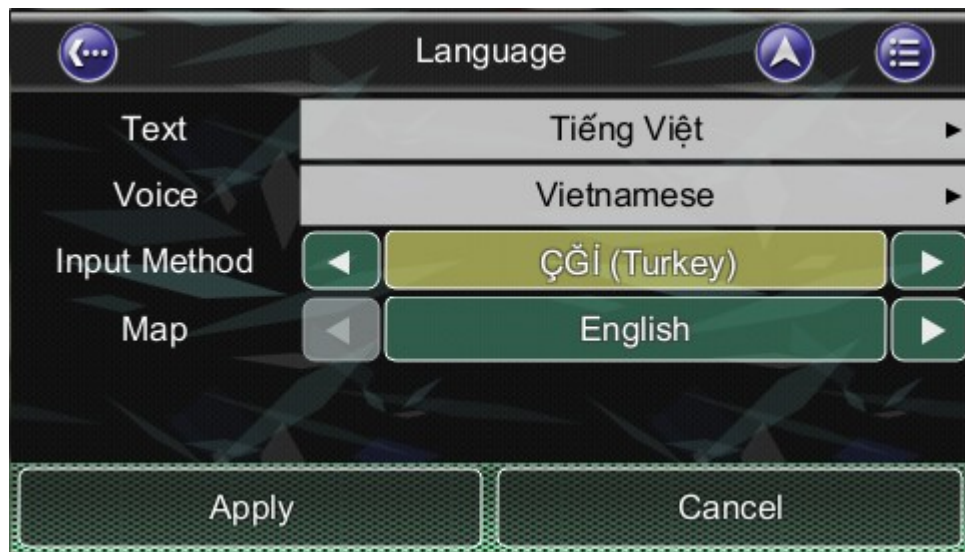 Language
Text
Tiếng Việt
Voice
Vietnamese
Input Method
ÇĞİ (Turkey)
Map
English
Apply
Cancel